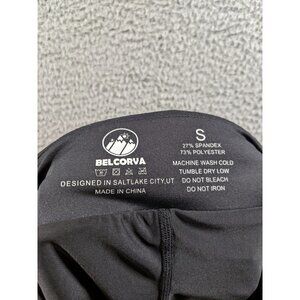 BELCORVA
DESIGNED IN SALTLAKE CITY,UT
MADE IN CHINA
S
27% SPANDEX
73% POLYESTER
MACHINE WASH COLD
TUMBLE DRY LOW
DO NOT BLEACH
DO NOT IRON